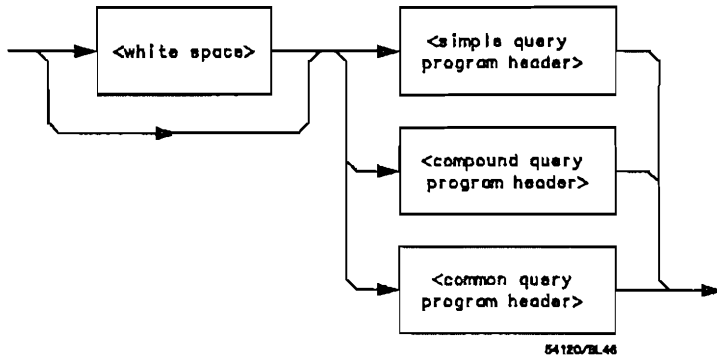 <white space>
<simple query
program header>
<compound query
program header>
<common query
program header>
54120/BL46